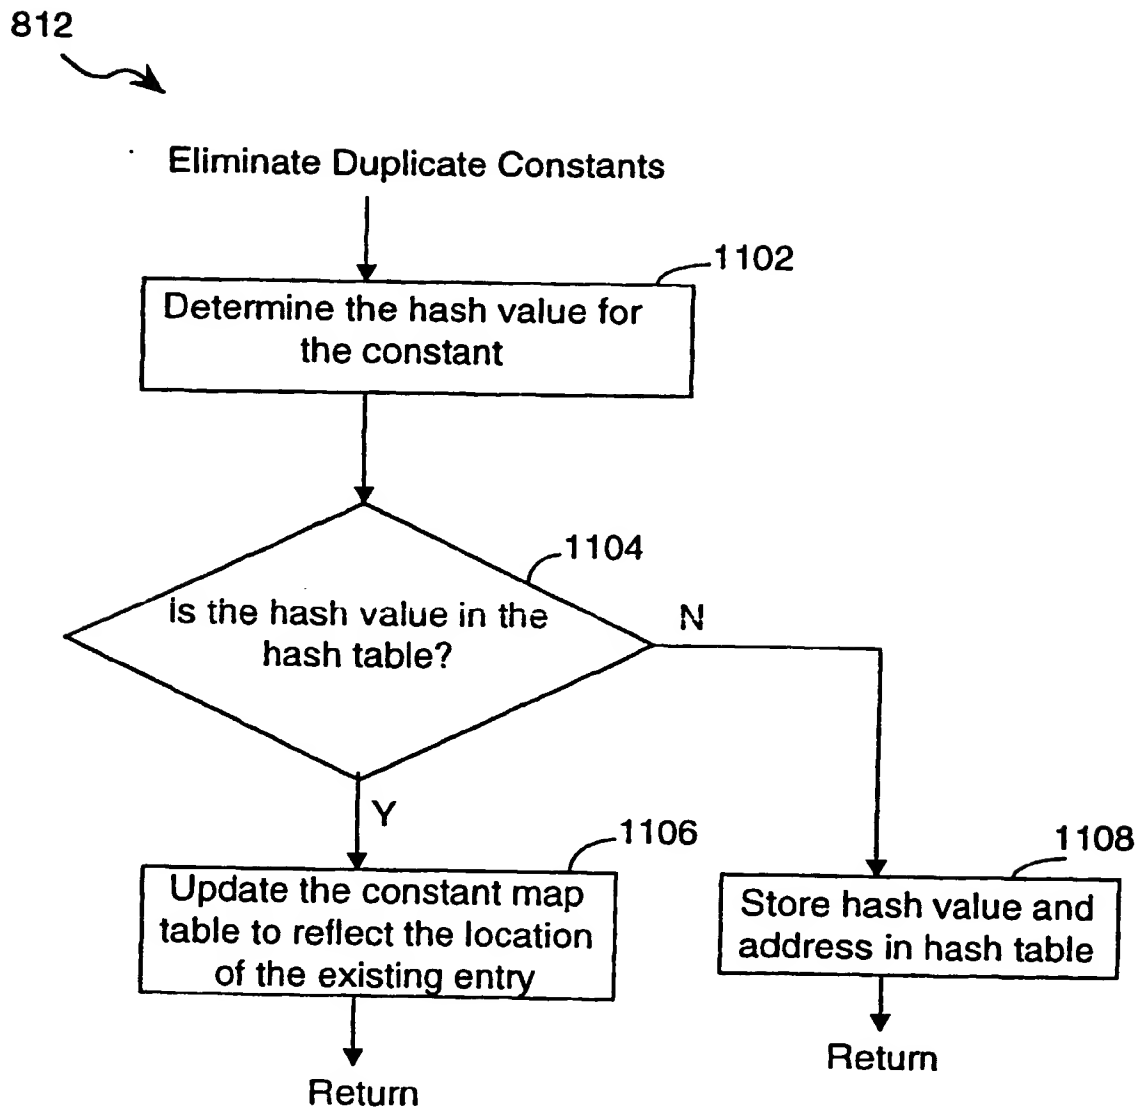 812
Eliminate Duplicate Constants
1102
Determine the hash value for
the constant
1104
Is the hash value in the
hash table?
N
Y
1106
Update the constant map
table to reflect the location
of the existing entry
1108
Store hash value and
address in hash table
Return
Return